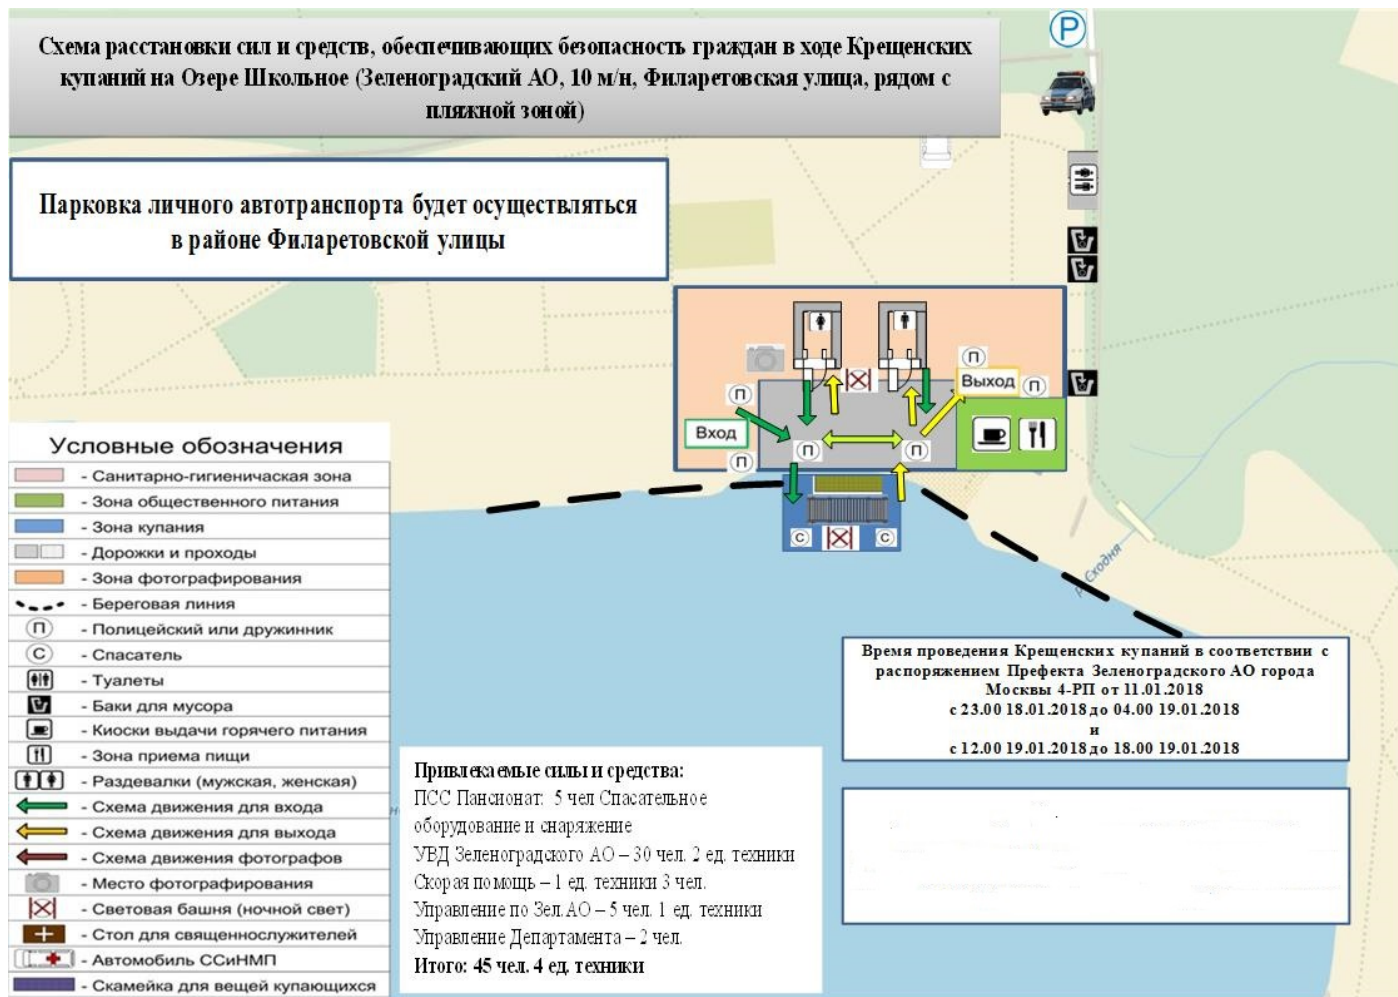 Схема расстановки сил и средств, обеспечивающих безопасность граждан в ходе Крещенских
купаний на Озере Школьное (Зеленоградский АО, 10 м/н, Филаретовская улица, рядом с
пляжной зоной)
P
Парковка личного автотранспорта будет осуществляться
в районе Филаретовской улицы
П
Выход
П
П
Вход
П
П
П
С
С
р. Сходня
Условные обозначения
- Санитарно-гигиеничаская зона
- Зона общественного питания
- Зона купания
- Дорожки и проходы
- Зона фотографирования
- Береговая линия
П - Полицейский или дружинник
С - Спасатель
- Туалеты
- Баки для мусора
- Киоски выдачи горячего питания
- Зона приема пищи
- Раздевалки (мужская, женская)
- Схема движения для входа
- Схема движения для выхода
- Схема движения фотографов
- Место фотографирования
- Световая башня (ночной свет)
- Стол для священнослужителей
- Автомобиль ССиНМП
- Скамейка для вещей купающихся
Время проведения Крещенских купаний в соответствии с
распоряжением Префекта Зеленоградского АО города
Москвы 4-РП от 11.01.2018
с 23.00 18.01.2018 до 04.00 19.01.2018
и
с 12.00 19.01.2018 до 18.00 19.01.2018
Привлекаемые силы и средства:
ПСС Пансионат: 5 чел Спасательное
оборудование и снаряжение
УВД Зеленоградского АО – 30 чел. 2 ед. техники
Скорая помощь – 1 ед. техники 3 чел.
Управление по Зел.АО – 5 чел. 1 ед. техники
Управление Департамента – 2 чел.
Итого: 45 чел. 4 ед. техники